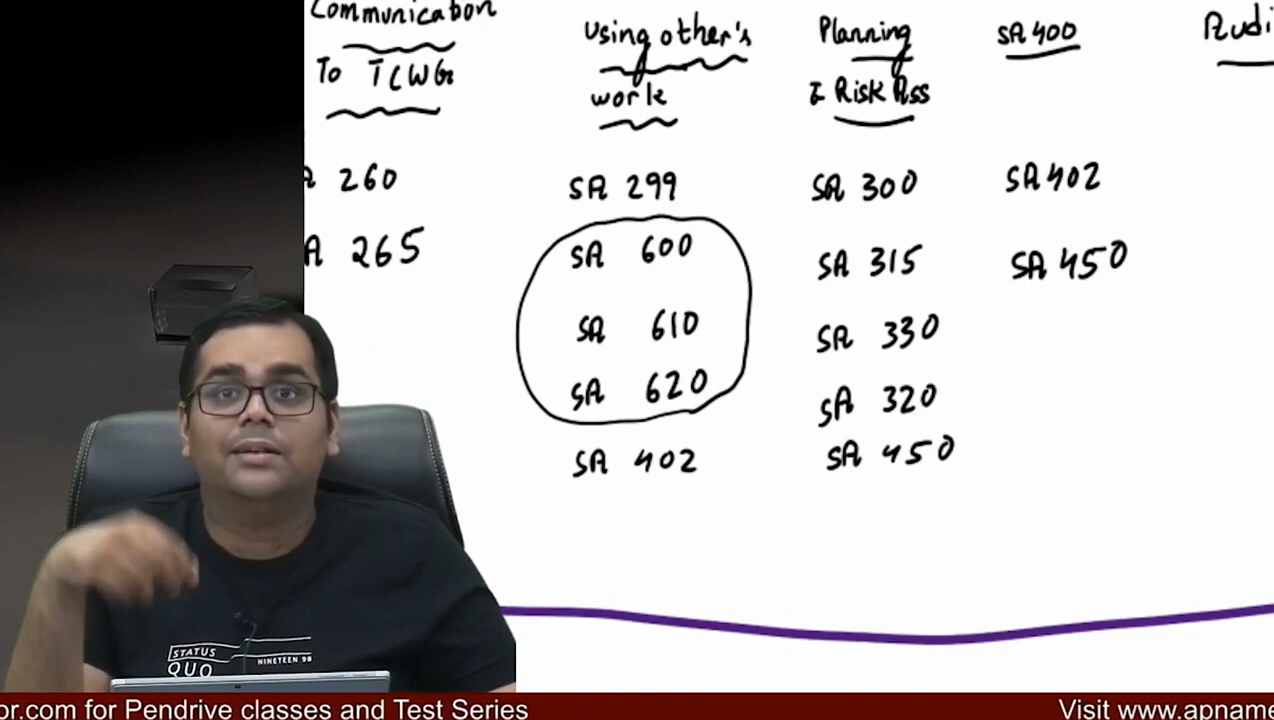 Communication
To TCWG
A 260
A 265
Using other's
work
SA 299
SA 600
SA 610
SA 620
SA 402
Planning
& Risk Ass
SA 300
SA 315
SA 330
SA 320
SA 450
SA 400
SA 402
SA 450
Audi
STATUS
QUO
NINETEEN 98
or.com for Pendrive classes and Test Series
Visit www.apname